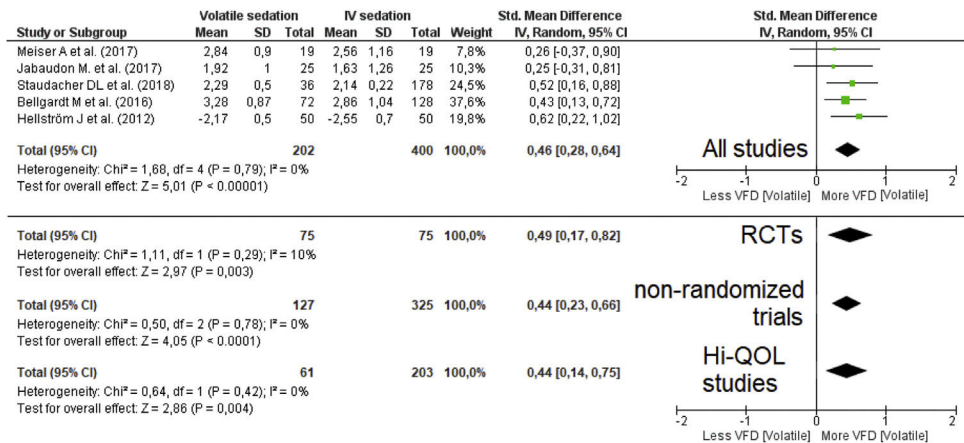 Volatile sedation IV sedation Std. Mean Difference Std. Mean Difference
Study or Subgroup Mean SD Total Mean SD Total Weight IV, Random, 95% CI IV, Random, 95% CI
Meiser A et al. (2017) 2,84 0,9 19 2,56 1,16 19 7,8% 0,26 [-0,37, 0,90]
Jabaudon M. et al. (2017) 1,92 1 25 1,63 1,26 25 10,3% 0,25 [-0,31, 0,81]
Staudacher DL et al. (2018) 2,29 0,5 36 2,14 0,22 178 24,5% 0,52 [0,16, 0,88]
Bellgardt M et al. (2016) 3,28 0,87 72 2,86 1,04 128 37,6% 0,43 [0,13, 0,72]
Hellström J et al. (2012) -2,17 0,5 50 -2,55 0,7 50 19,8% 0,62 [0,22, 1,02]
Total (95% CI) 202 400 100,0% 0,46 [0,28, 0,64] All studies
Heterogeneity: Chi² = 1,68, df = 4 (P = 0,79); I² = 0%
Test for overall effect: Z = 5,01 (P < 0.00001)
-2 -1 0 1 2
Less VFD [Volatile] More VFD [Volatile]
Total (95% CI) 75 75 100,0% 0,49 [0,17, 0,82] RCTs
Heterogeneity: Chi² = 1,11, df = 1 (P = 0,29); I² = 10%
Test for overall effect: Z = 2,97 (P = 0,003)
Total (95% CI) 127 325 100,0% 0,44 [0,23, 0,66] non-randomized
trials
Heterogeneity: Chi² = 0,50, df = 2 (P = 0,78); I² = 0%
Test for overall effect: Z = 4,05 (P < 0.0001)
Total (95% CI) 61 203 100,0% 0,44 [0,14, 0,75] Hi-QOL
studies
Heterogeneity: Chi² = 0,64, df = 1 (P = 0,42); I² = 0%
Test for overall effect: Z = 2,86 (P = 0,004)
-2 -1 0 1 2
Less VFD [Volatile] More VFD [Volatile]